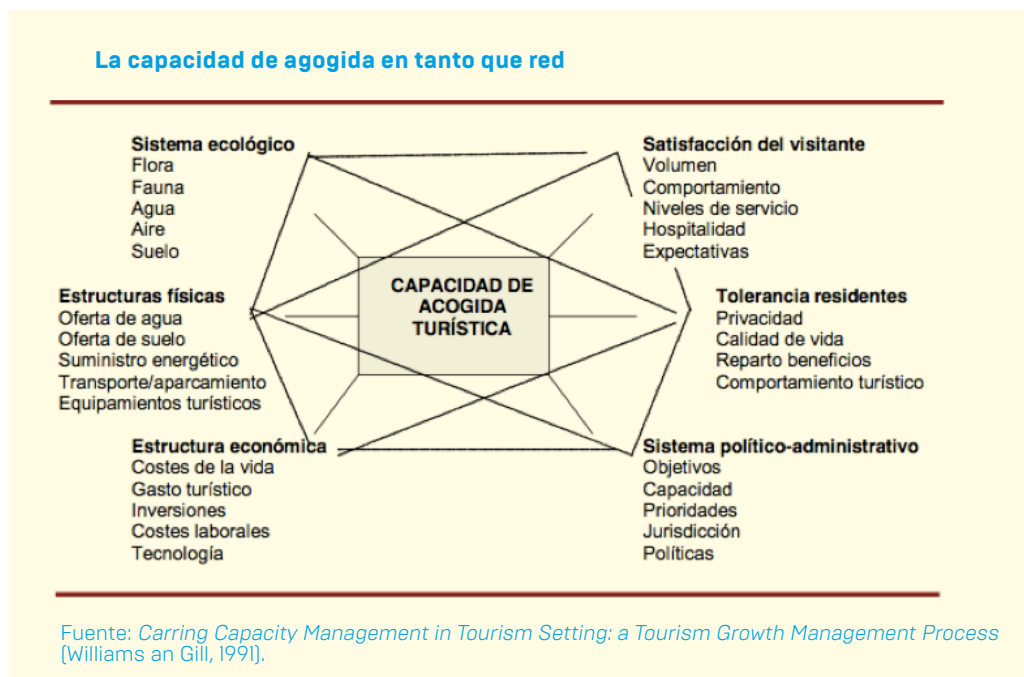 La capacidad de agogida en tanto que red
Sistema ecológico
Flora
Fauna
Agua
Aire
Suelo
Satisfacción del visitante
Volumen
Comportamiento
Niveles de servicio
Hospitalidad
Expectativas
CAPACIDAD DE
ACOGIDA
TURÍSTICA
Estructuras físicas
Oferta de agua
Oferta de suelo
Suministro energético
Transporte/aparcamiento
Equipamientos turísticos
Tolerancia residentes
Privacidad
Calidad de vida
Reparto beneficios
Comportamiento turístico
Estructura económica
Costes de la vida
Gasto turístico
Inversiones
Costes laborales
Tecnología
Sistema político-administrativo
Objetivos
Capacidad
Prioridades
Jurisdicción
Políticas
Fuente: Carring Capacity Management in Tourism Setting: a Tourism Growth Management Process
(Williams an Gill, 1991).